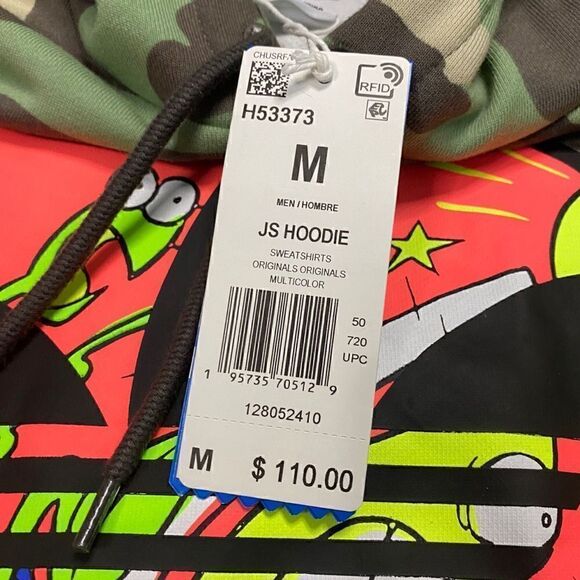 CHUSRFA
RFID
H53373
M
MEN / HOMBRE
JS HOODIE
SWEATSHIRTS
ORIGINALS ORIGINALS
MULTICOLOR
50
720
UPC
1 95735 70512 9
128052410
M $ 110.00